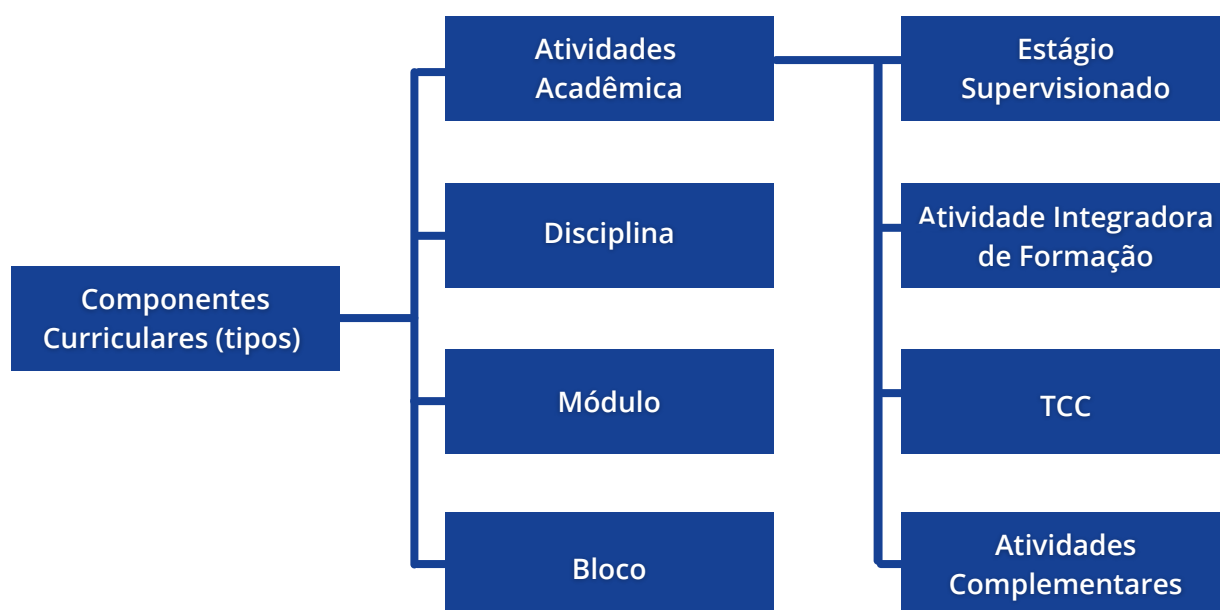 Componentes
Curriculares (tipos)
Atividades
Acadêmica
Disciplina
Módulo
Bloco
Estágio
Supervisionado
Atividade Integradora
de Formação
TCC
Atividades
Complementares